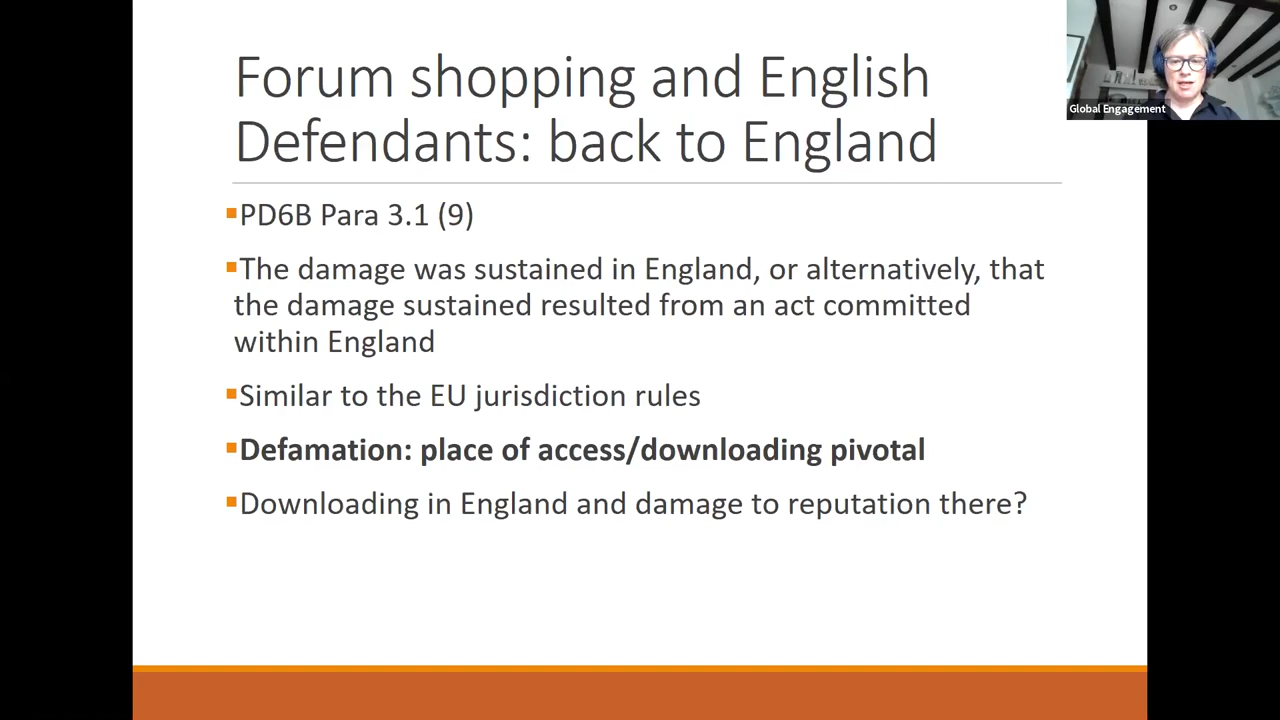 Forum shopping and English
Defendants: back to England
▪PD6B Para 3.1 (9)
▪The damage was sustained in England, or alternatively, that
the damage sustained resulted from an act committed
within England
▪Similar to the EU jurisdiction rules
▪Defamation: place of access/downloading pivotal
▪Downloading in England and damage to reputation there?
Global Engagement